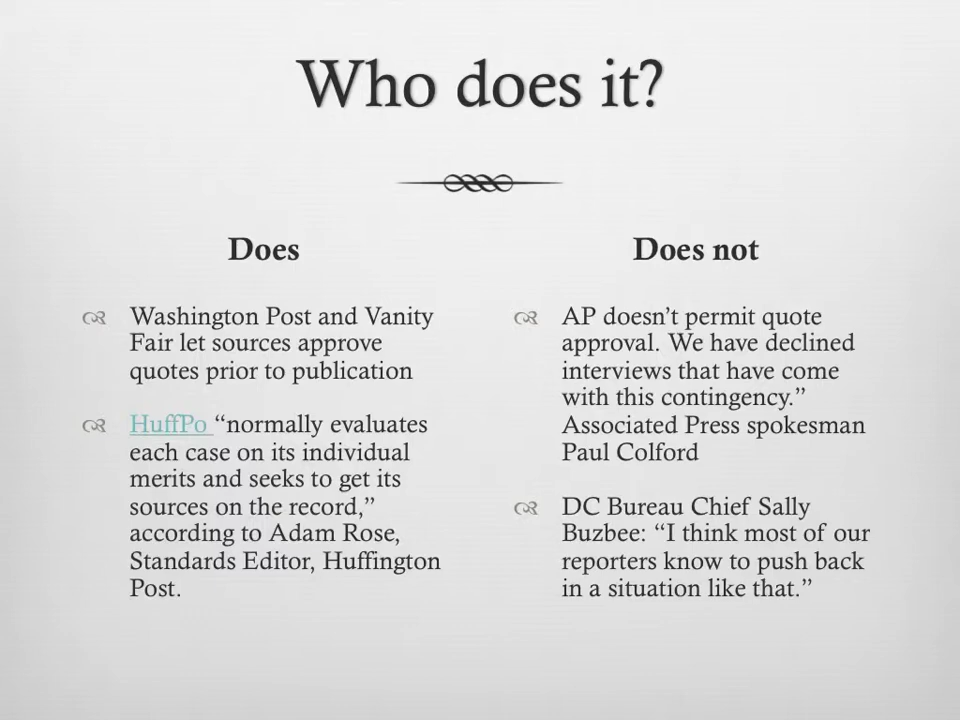 Who does it?
Does
Washington Post and Vanity
Fair let sources approve
quotes prior to publication
HuffPo “normally evaluates
each case on its individual
merits and seeks to get its
sources on the record,”
according to Adam Rose,
Standards Editor, Huffington
Post.
Does not
AP doesn’t permit quote
approval. We have declined
interviews that have come
with this contingency.”
Associated Press spokesman
Paul Colford
DC Bureau Chief Sally
Buzbee: “I think most of our
reporters know to push back
in a situation like that.”